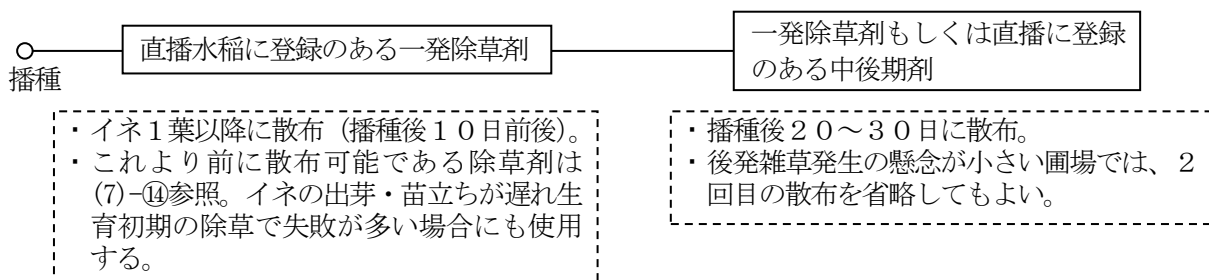 播種
直播水稲に登録のある一発除草剤
一発除草剤もしくは直播に登録
のある中後期剤
・イネ1葉以降に散布(播種後10日前後)。
・これより前に散布可能である除草剤は
(7)-⑭参照。イネの出芽・苗立ちが遅れ生
育初期の除草で失敗が多い場合にも使用
する。
・播種後20~30日に散布。
・後発雑草発生の懸念が小さい圃場では、2
回目の散布を省略してもよい。